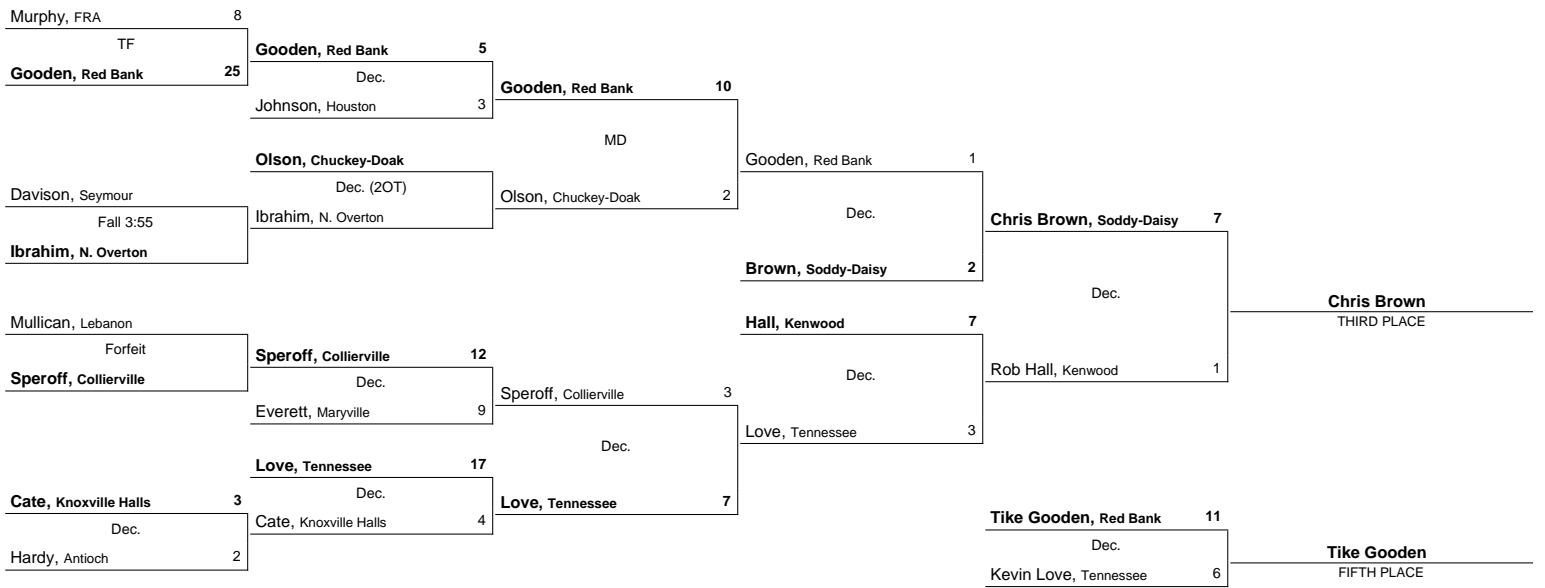 Murphy, FRA 8
TF
Gooden, Red Bank 25
Davison, Seymour
Fall 3:55
Ibrahim, N. Overton
Mullican, Lebanon
Forfeit
Speroff, Collierville
Cate, Knoxville Halls 3
Dec.
Hardy, Antioch 2
Gooden, Red Bank 5
Dec.
Johnson, Houston 3
Olson, Chuckey-Doak
Dec. (2OT)
Ibrahim, N. Overton
Speroff, Collierville 12
Dec.
Everett, Maryville 9
Love, Tennessee 17
Dec.
Cate, Knoxville Halls 4
Gooden, Red Bank 10
MD
Olson, Chuckey-Doak 2
Speroff, Collierville 3
Dec.
Love, Tennessee 7
Gooden, Red Bank 1
Dec.
Brown, Soddy-Daisy 2
Hall, Kenwood 7
Dec.
Love, Tennessee 3
Chris Brown, Soddy-Daisy 7
Dec.
Rob Hall, Kenwood 1
Chris Brown
THIRD PLACE
Tike Gooden, Red Bank 11
Dec.
Kevin Love, Tennessee 6
Tike Gooden
FIFTH PLACE